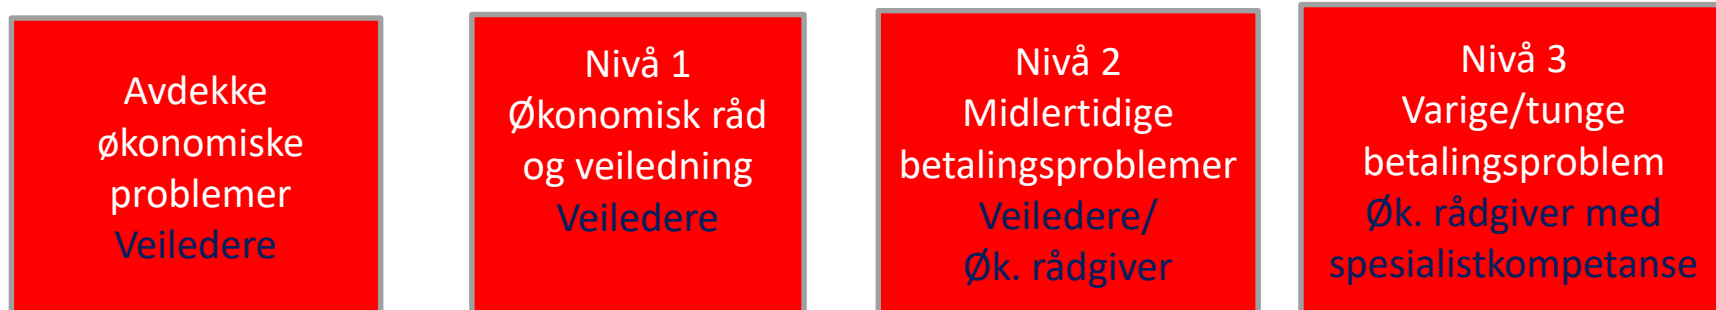 Avdekke
økonomiske
problemer
Veiledere
Nivå 1
Økonomisk råd
og veiledning
Veiledere
Nivå 2
Midlertidige
betalingsproblemer
Veiledere/
Øk. rådgiver
Nivå 3
Varige/tunge
betalingsproblem
Øk. rådgiver med
spesialistkompetanse